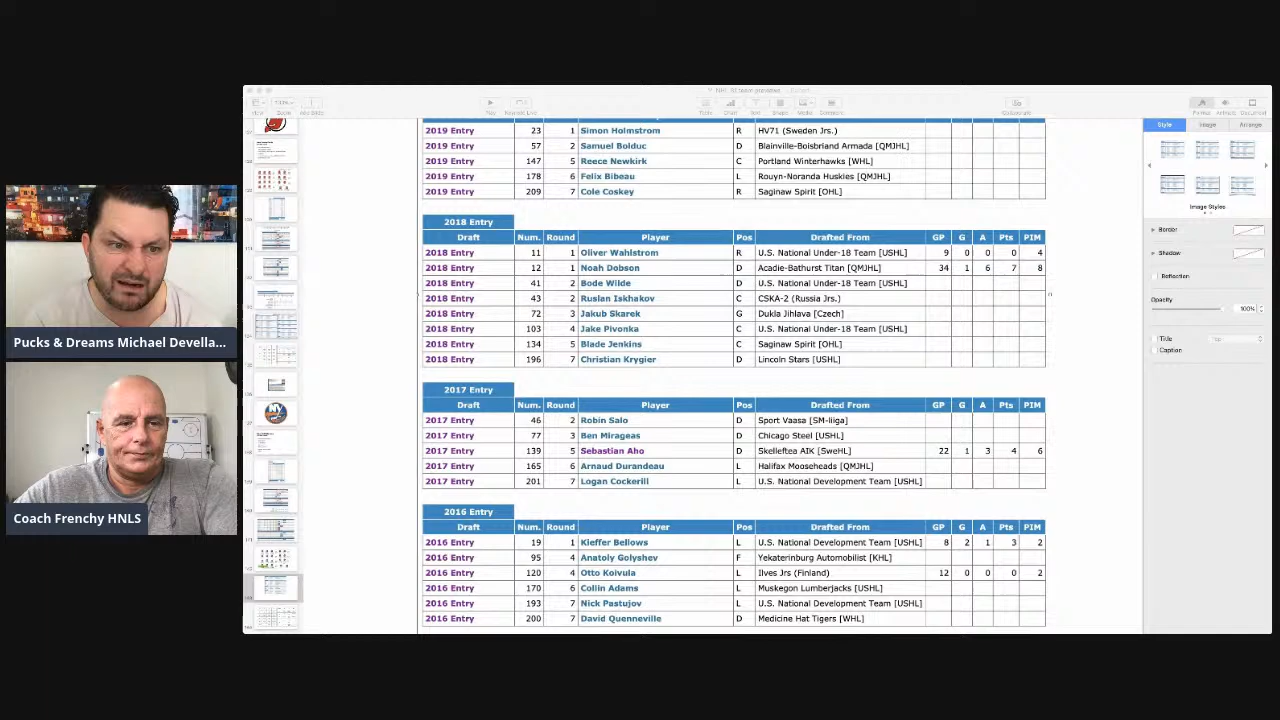 NHL 31 team previews
Style Image Arrange
2019 Entry 23 1 Simon Holmstrom R HV71 (Sweden Jrs.)
2019 Entry 57 2 Samuel Bolduc D Blainville-Boisbriand Armada [QMJHL]
2019 Entry 147 5 Reece Newkirk C Portland Winterhawks [WHL]
2019 Entry 178 6 Felix Bibeau L Rouyn-Noranda Huskies [QMJHL]
2019 Entry 209 7 Cole Coskey R Saginaw Spirit [OHL]
Image Styles
2018 Entry
Draft Num. Round Player Pos Drafted From GP G A Pts PIM
2018 Entry 11 1 Oliver Wahlstrom R U.S. National Under-18 Team [USHL] 9 0 0 0 4
2018 Entry 12 1 Noah Dobson D Acadie-Bathurst Titan [QMJHL] 34 1 6 7 8
2018 Entry 41 2 Bode Wilde D U.S. National Under-18 Team [USHL]
2018 Entry 43 2 Ruslan Iskhakov C CSKA-2 (Russia Jrs.)
2018 Entry 72 3 Jakub Skarek G Dukla Jihlava [Czech]
2018 Entry 103 4 Jake Pivonka C U.S. National Under-18 Team [USHL]
2018 Entry 134 5 Blade Jenkins C Saginaw Spirit [OHL]
2018 Entry 196 7 Christian Krygier D Lincoln Stars [USHL]
Border
Shadow
Reflection
Opacity
100%
Title Top
Caption
2017 Entry
Draft Num. Round Player Pos Drafted From GP G A Pts PIM
2017 Entry 46 2 Robin Salo D Sport Vaasa [SM-liiga]
2017 Entry 77 3 Ben Mirageas D Chicago Steel [USHL]
2017 Entry 139 5 Sebastian Aho D Skelleftea AIK [SweHL] 22 1 3 4 6
2017 Entry 165 6 Arnaud Durandeau L Halifax Mooseheads [QMJHL]
2017 Entry 201 7 Logan Cockerill L U.S. National Development Team [USHL]
2016 Entry
Draft Num. Round Player Pos Drafted From GP G A Pts PIM
2016 Entry 19 1 Kieffer Bellows L U.S. National Development Team [USHL] 8 2 1 3 2
2016 Entry 95 4 Anatoly Golyshev F Yekaterinburg Automobilist [KHL]
2016 Entry 120 4 Otto Koivula L Ilves Jrs (Finland) 12 0 0 0 2
2016 Entry 170 6 Collin Adams L Muskegon Lumberjacks [USHL]
2016 Entry 193 7 Nick Pastujov L U.S. National Development Team [USHL]
2016 Entry 200 7 David Quenneville D Medicine Hat Tigers [WHL]
Pucks & Dreams Michael Devella...
Coach Frenchy HNLS